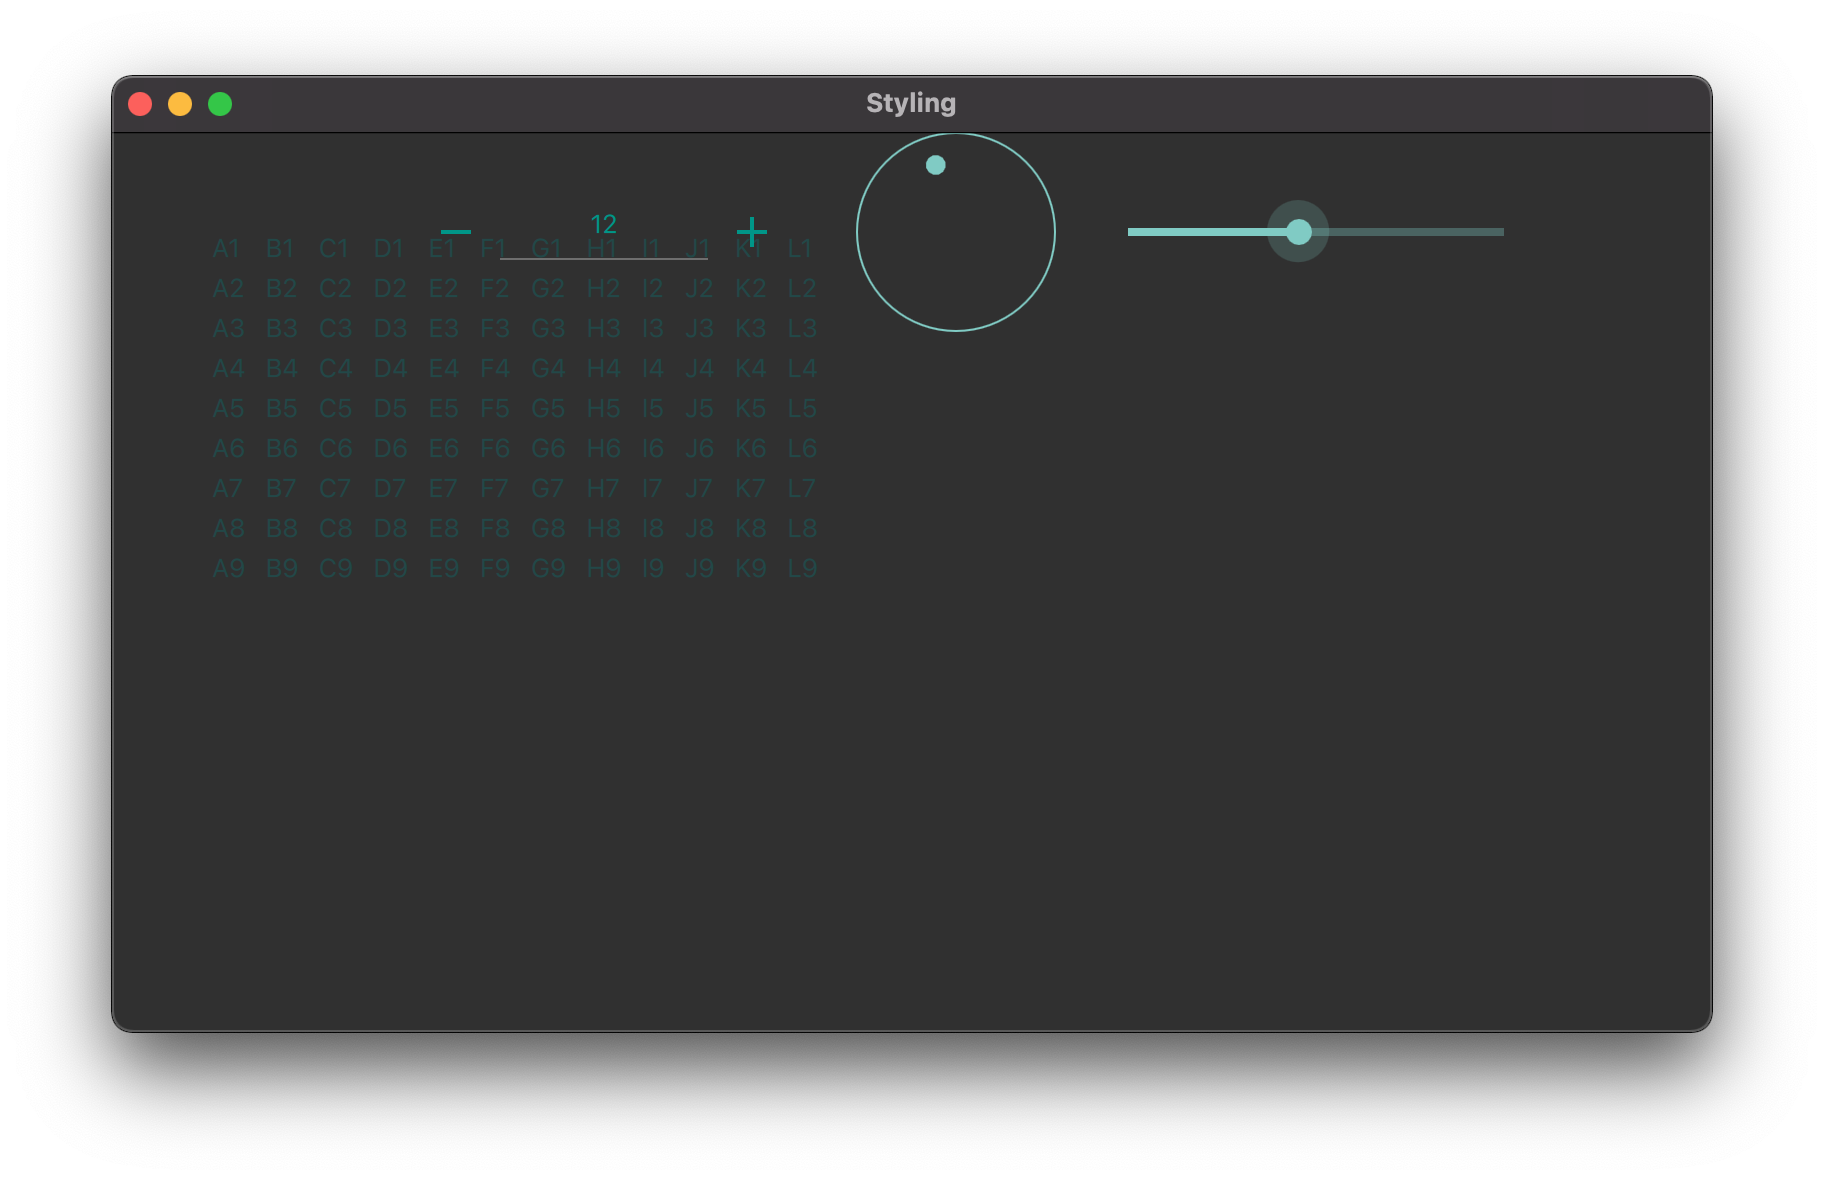 Styling
12
A1 B1 C1 D1 E1 F1 G1 H1 I1 J1 K1 L1
A2 B2 C2 D2 E2 F2 G2 H2 I2 J2 K2 L2
A3 B3 C3 D3 E3 F3 G3 H3 I3 J3 K3 L3
A4 B4 C4 D4 E4 F4 G4 H4 I4 J4 K4 L4
A5 B5 C5 D5 E5 F5 G5 H5 I5 J5 K5 L5
A6 B6 C6 D6 E6 F6 G6 H6 I6 J6 K6 L6
A7 B7 C7 D7 E7 F7 G7 H7 I7 J7 K7 L7
A8 B8 C8 D8 E8 F8 G8 H8 I8 J8 K8 L8
A9 B9 C9 D9 E9 F9 G9 H9 I9 J9 K9 L9